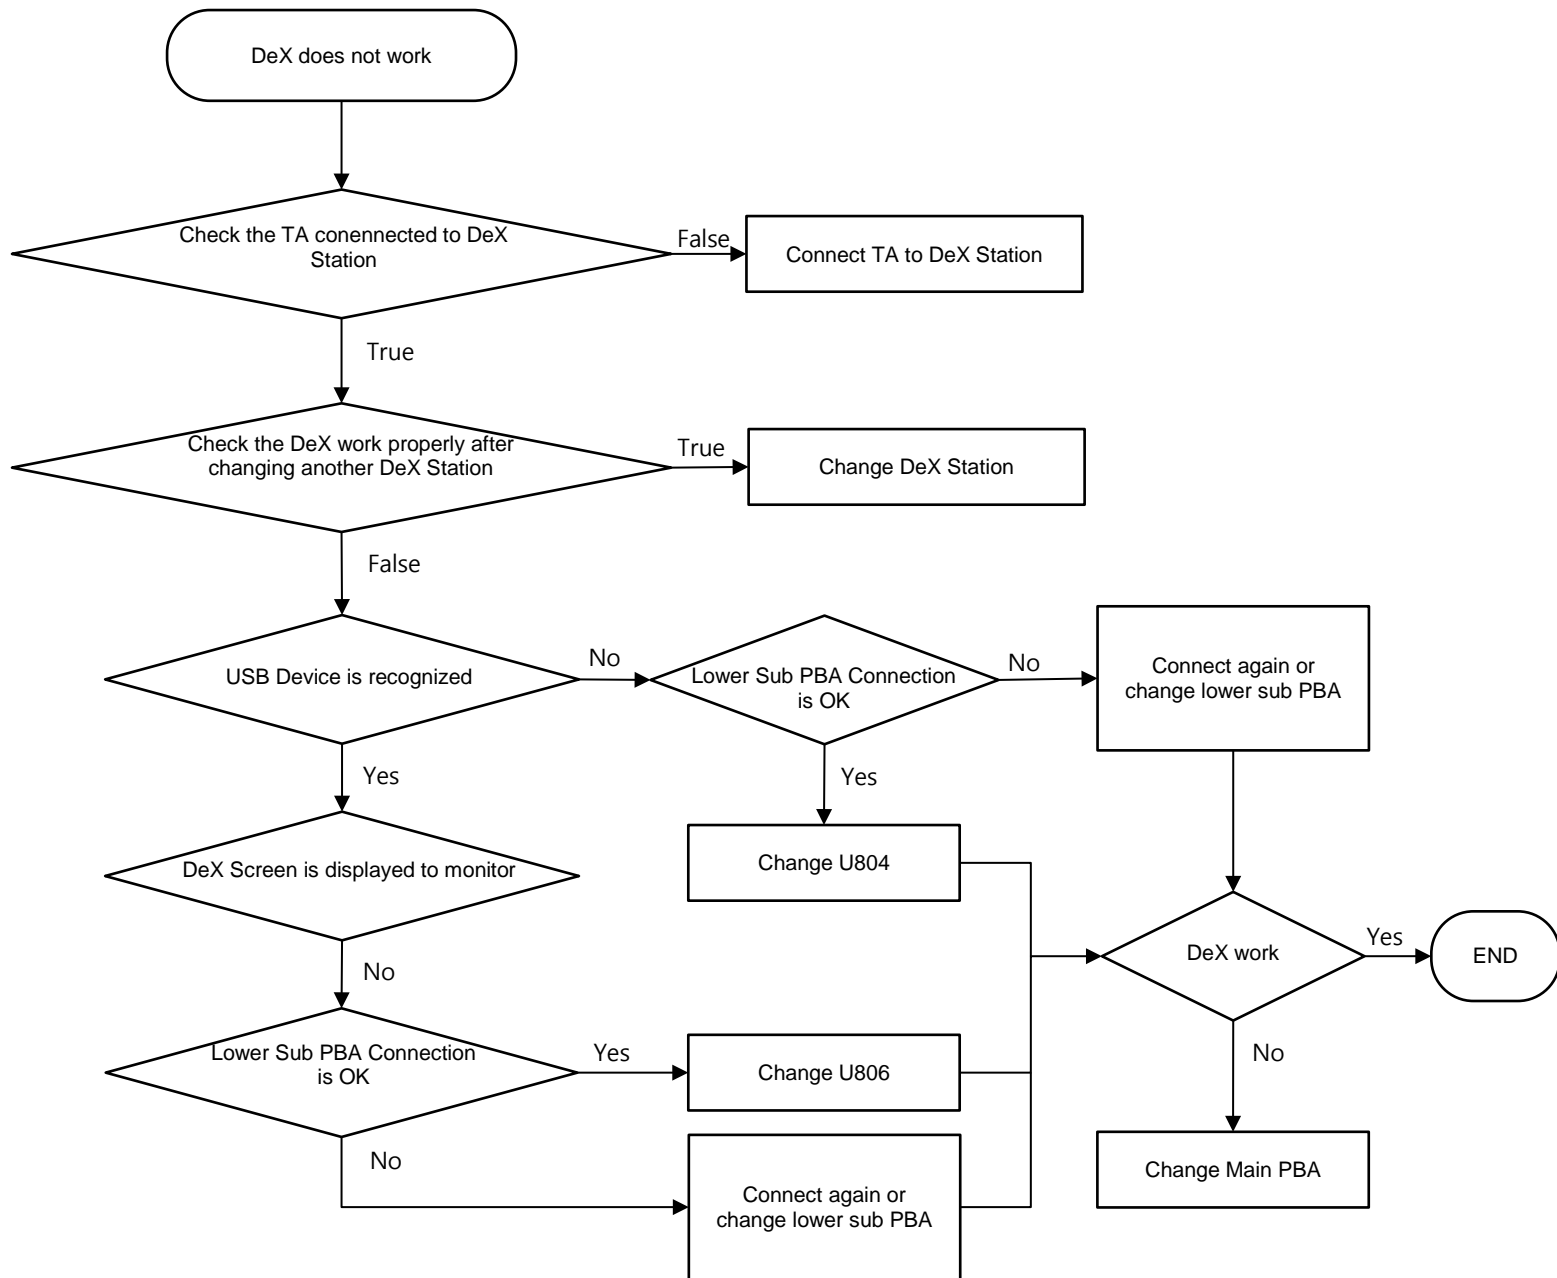 DeX does not work
Check the TA conennected to DeX
Station
False
Connect TA to DeX Station
True
Check the DeX work properly after
changing another DeX Station
True
Change DeX Station
False
USB Device is recognized
No
Lower Sub PBA Connection
is OK
No
Connect again or
change lower sub PBA
Yes
Yes
DeX Screen is displayed to monitor
Change U804
DeX work
Yes
END
No
Lower Sub PBA Connection
is OK
Yes
Change U806
No
No
Connect again or
change lower sub PBA
Change Main PBA